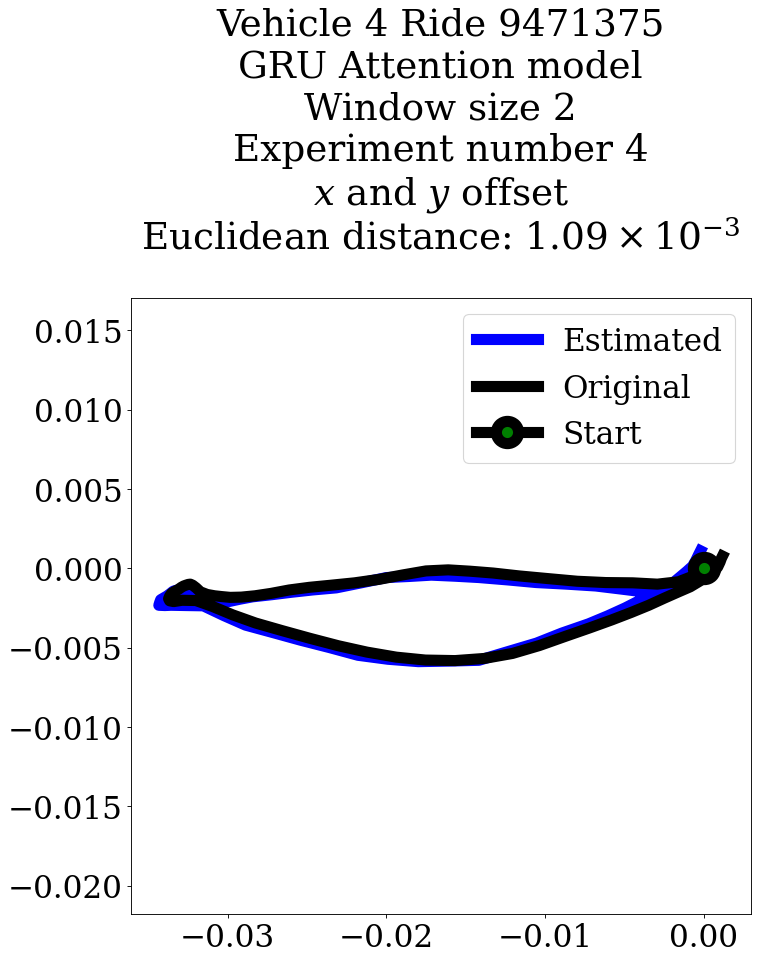 Vehicle 4 Ride 9471375
GRU Attention model
Window size 2
Experiment number 4
x and y offset
Euclidean distance: 1.09 × 10⁻³
Estimated
Original
Start
0.015
0.010
0.005
0.000
−0.005
−0.010
−0.015
−0.020
−0.03 −0.02 −0.01 0.00